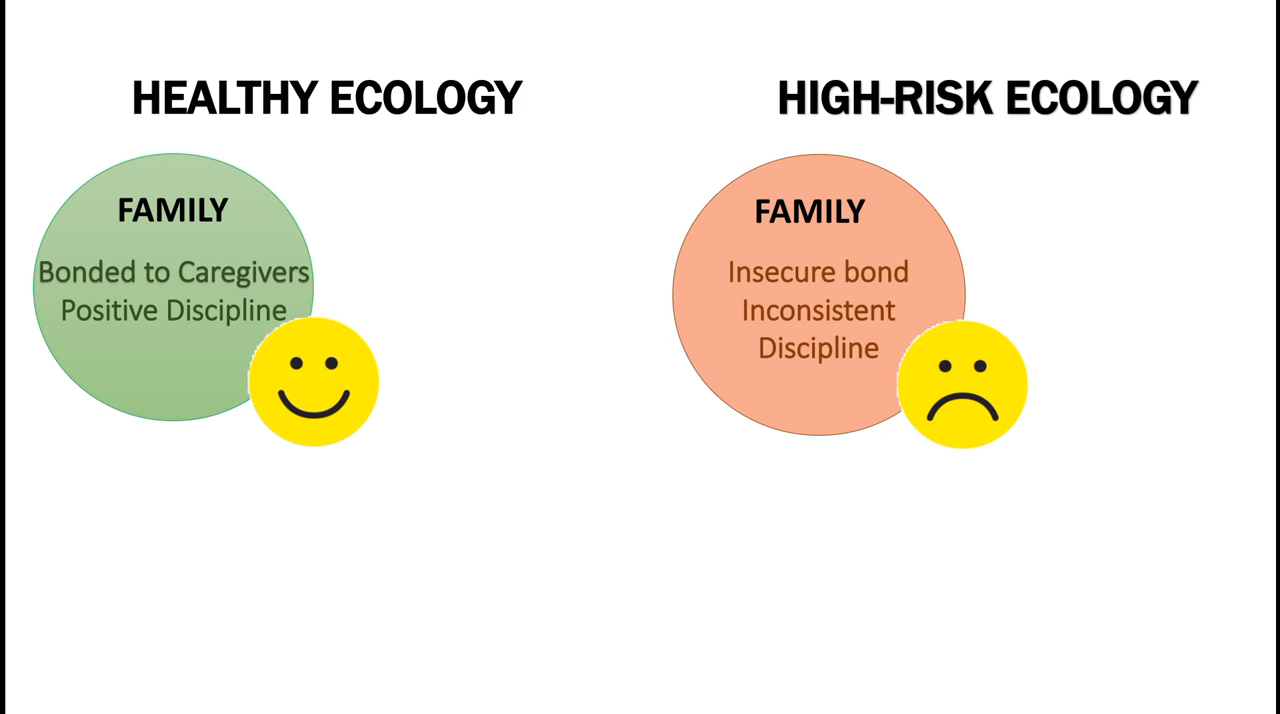 HEALTHY ECOLOGY
FAMILY
Bonded to Caregivers
Positive Discipline
HIGH-RISK ECOLOGY
FAMILY
Insecure bond
Inconsistent
Discipline